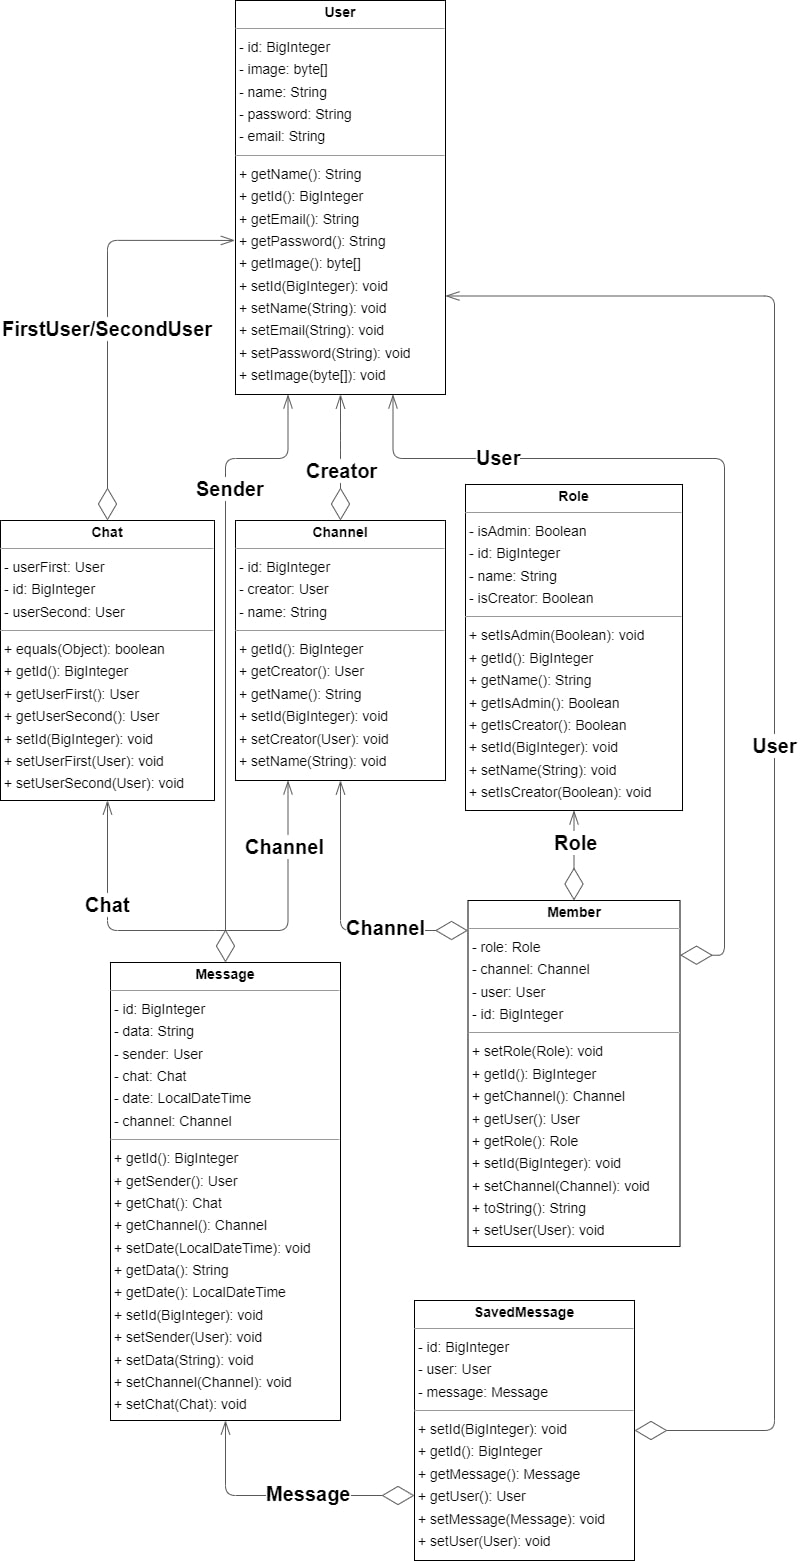 User
- id: BigInteger
- image: byte[]
- name: String
- password: String
- email: String
+ getName(): String
+ getId(): BigInteger
+ getEmail(): String
+ getPassword(): String
+ getImage(): byte[]
+ setId(BigInteger): void
+ setName(String): void
+ setEmail(String): void
+ setPassword(String): void
+ setImage(byte[]): void
FirstUser/SecondUser
Sender
Creator
User
User
Chat
- userFirst: User
- id: BigInteger
- userSecond: User
+ equals(Object): boolean
+ getId(): BigInteger
+ getUserFirst(): User
+ getUserSecond(): User
+ setId(BigInteger): void
+ setUserFirst(User): void
+ setUserSecond(User): void
Channel
- id: BigInteger
- creator: User
- name: String
+ getId(): BigInteger
+ getCreator(): User
+ getName(): String
+ setId(BigInteger): void
+ setCreator(User): void
+ setName(String): void
Role
- isAdmin: Boolean
- id: BigInteger
- name: String
- isCreator: Boolean
+ setIsAdmin(Boolean): void
+ getId(): BigInteger
+ getName(): String
+ getIsAdmin(): Boolean
+ getIsCreator(): Boolean
+ setId(BigInteger): void
+ setName(String): void
+ setIsCreator(Boolean): void
Chat
Channel
Channel
Role
Message
- id: BigInteger
- data: String
- sender: User
- chat: Chat
- date: LocalDateTime
- channel: Channel
+ getId(): BigInteger
+ getSender(): User
+ getChat(): Chat
+ getChannel(): Channel
+ setDate(LocalDateTime): void
+ getData(): String
+ getDate(): LocalDateTime
+ setId(BigInteger): void
+ setSender(User): void
+ setData(String): void
+ setChannel(Channel): void
+ setChat(Chat): void
Member
- role: Role
- channel: Channel
- user: User
- id: BigInteger
+ setRole(Role): void
+ getId(): BigInteger
+ getChannel(): Channel
+ getUser(): User
+ getRole(): Role
+ setId(BigInteger): void
+ setChannel(Channel): void
+ toString(): String
+ setUser(User): void
Message
SavedMessage
- id: BigInteger
- user: User
- message: Message
+ setId(BigInteger): void
+ getId(): BigInteger
+ getMessage(): Message
+ getUser(): User
+ setMessage(Message): void
+ setUser(User): void